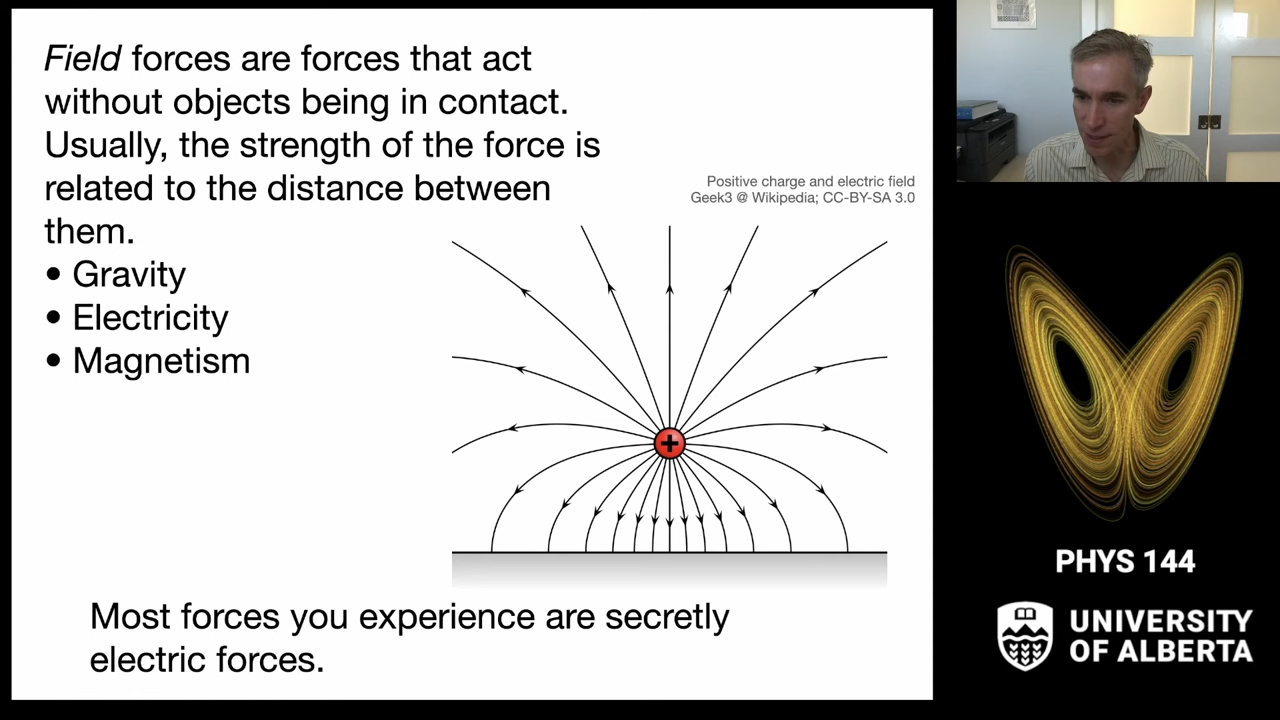 Field forces are forces that act
without objects being in contact.
Usually, the strength of the force is
related to the distance between
them.
• Gravity
• Electricity
• Magnetism
Positive charge and electric field
Geek3 @ Wikipedia; CC-BY-SA 3.0
+
Most forces you experience are secretly
electric forces.
PHYS 144
UNIVERSITY
OF ALBERTA